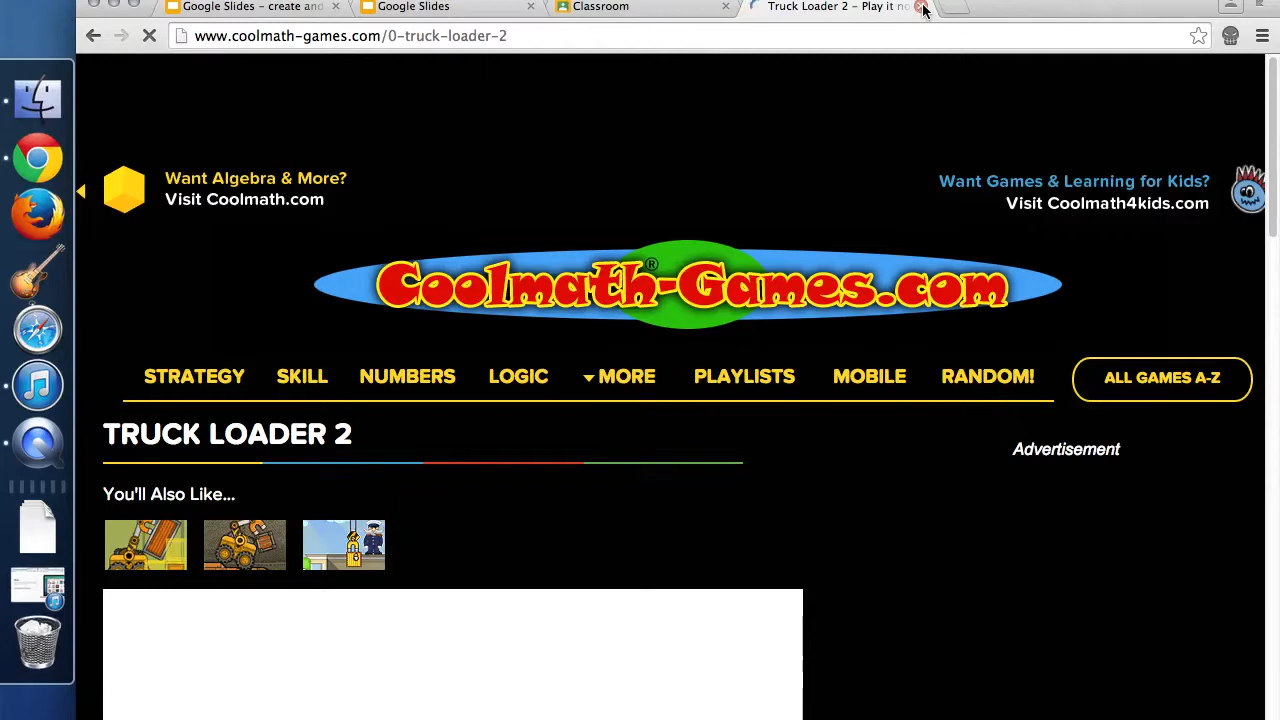 Google Slides - create and
Google Slides
Classroom
Truck Loader 2 - Play it no
www.coolmath-games.com/0-truck-loader-2
Want Algebra & More?
Visit Coolmath.com
Want Games & Learning for Kids?
Visit Coolmath4kids.com
Coolmath-Games.com®
STRATEGY SKILL NUMBERS LOGIC MORE PLAYLISTS MOBILE RANDOM! ALL GAMES A-Z
TRUCK LOADER 2
Advertisement
You'll Also Like...